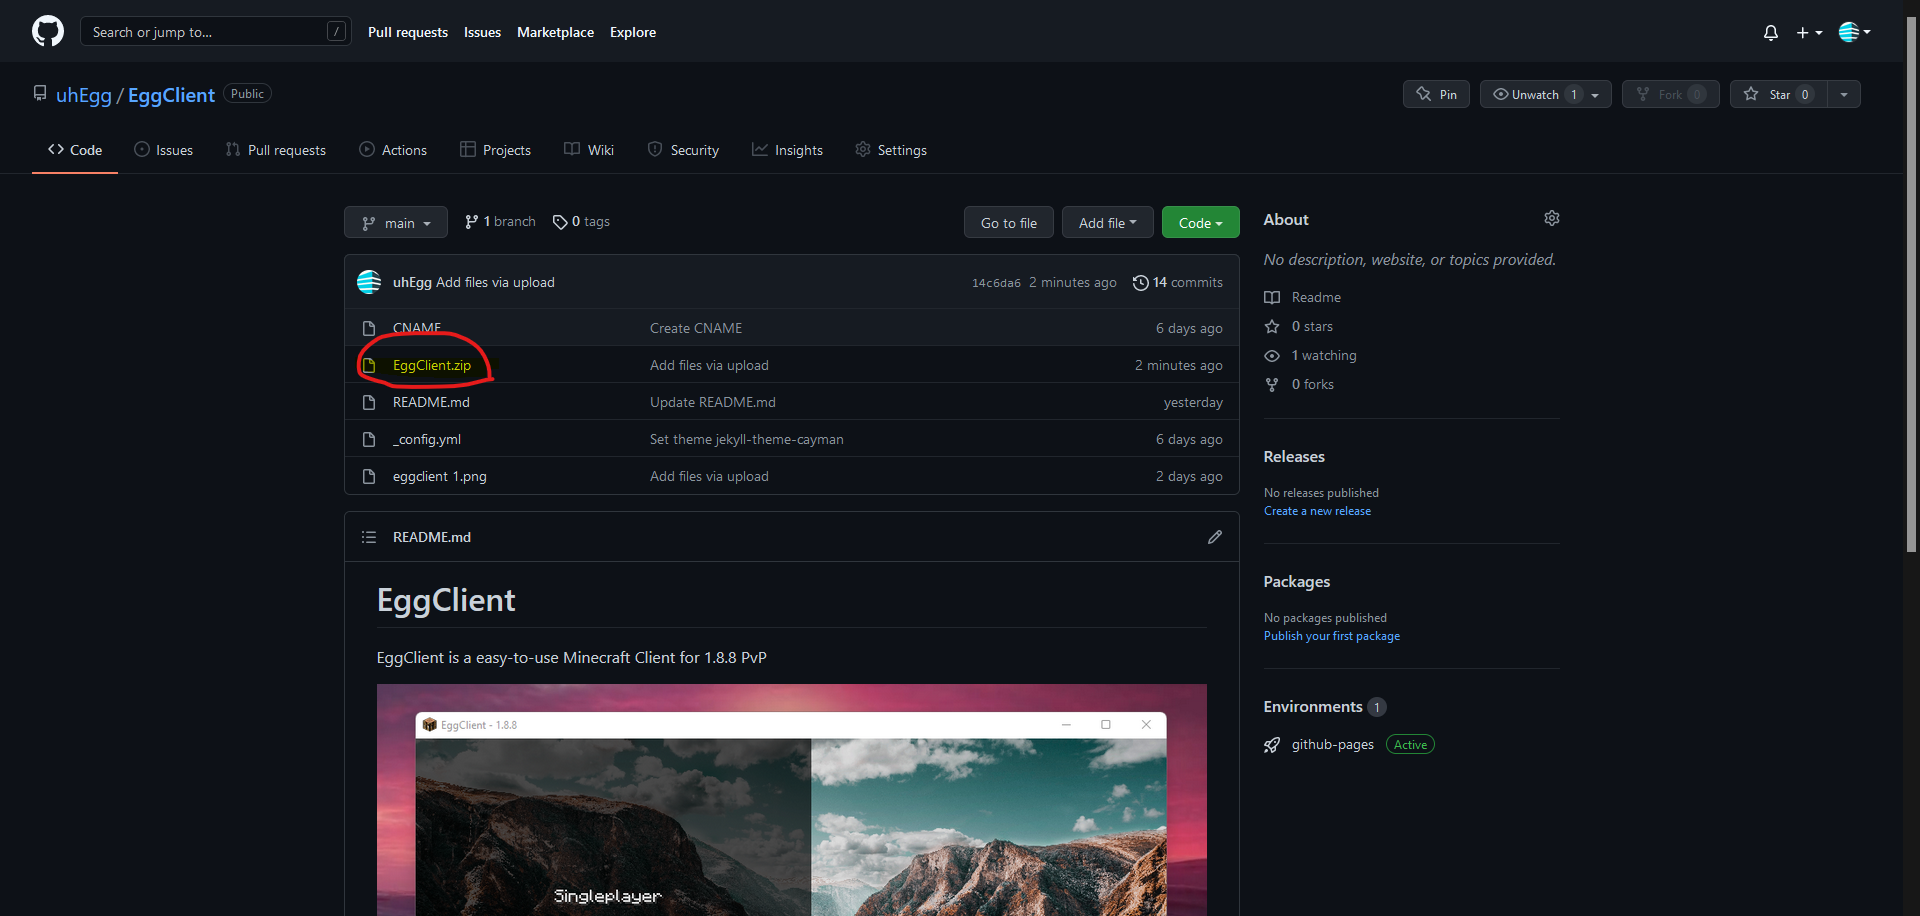 Search or jump to... /
Pull requests Issues Marketplace Explore
uhEgg / EggClient Public
Pin Unwatch 1 Fork 0 Star 0
Code Issues Pull requests Actions Projects Wiki Security Insights Settings
main 1 branch 0 tags Go to file Add file Code
uhEgg Add files via upload 14c6da6 2 minutes ago 14 commits
CNAME Create CNAME 6 days ago
EggClient.zip Add files via upload 2 minutes ago
README.md Update README.md yesterday
_config.yml Set theme jekyll-theme-cayman 6 days ago
eggclient 1.png Add files via upload 2 days ago
README.md
EggClient
EggClient is a easy-to-use Minecraft Client for 1.8.8 PvP
EggClient - 1.8.8
Singleplayer
About
No description, website, or topics provided.
Readme
0 stars
1 watching
0 forks
Releases
No releases published
Create a new release
Packages
No packages published
Publish your first package
Environments 1
github-pages Active